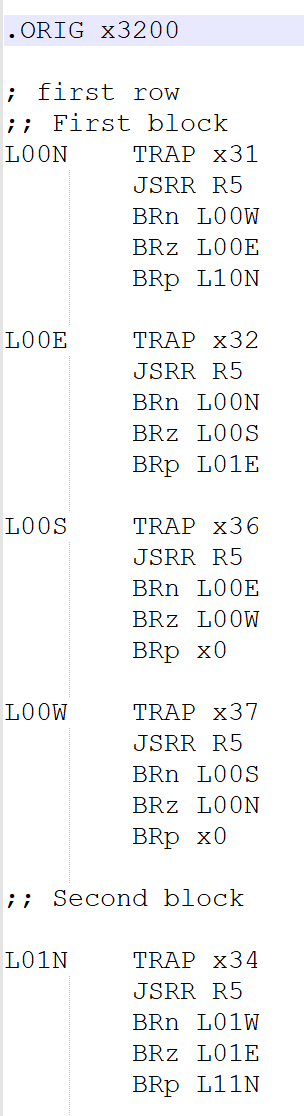 .ORIG x3200
; first row
;; First block
L00N TRAP x31
JSRR R5
BRn L00W
BRz L00E
BRp L10N
L00E TRAP x32
JSRR R5
BRn L00N
BRz L00S
BRp L01E
L00S TRAP x36
JSRR R5
BRn L00E
BRz L00W
BRp x0
L00W TRAP x37
JSRR R5
BRn L00S
BRz L00N
BRp x0
;; Second block
L01N TRAP x34
JSRR R5
BRn L01W
BRz L01E
BRp L11N